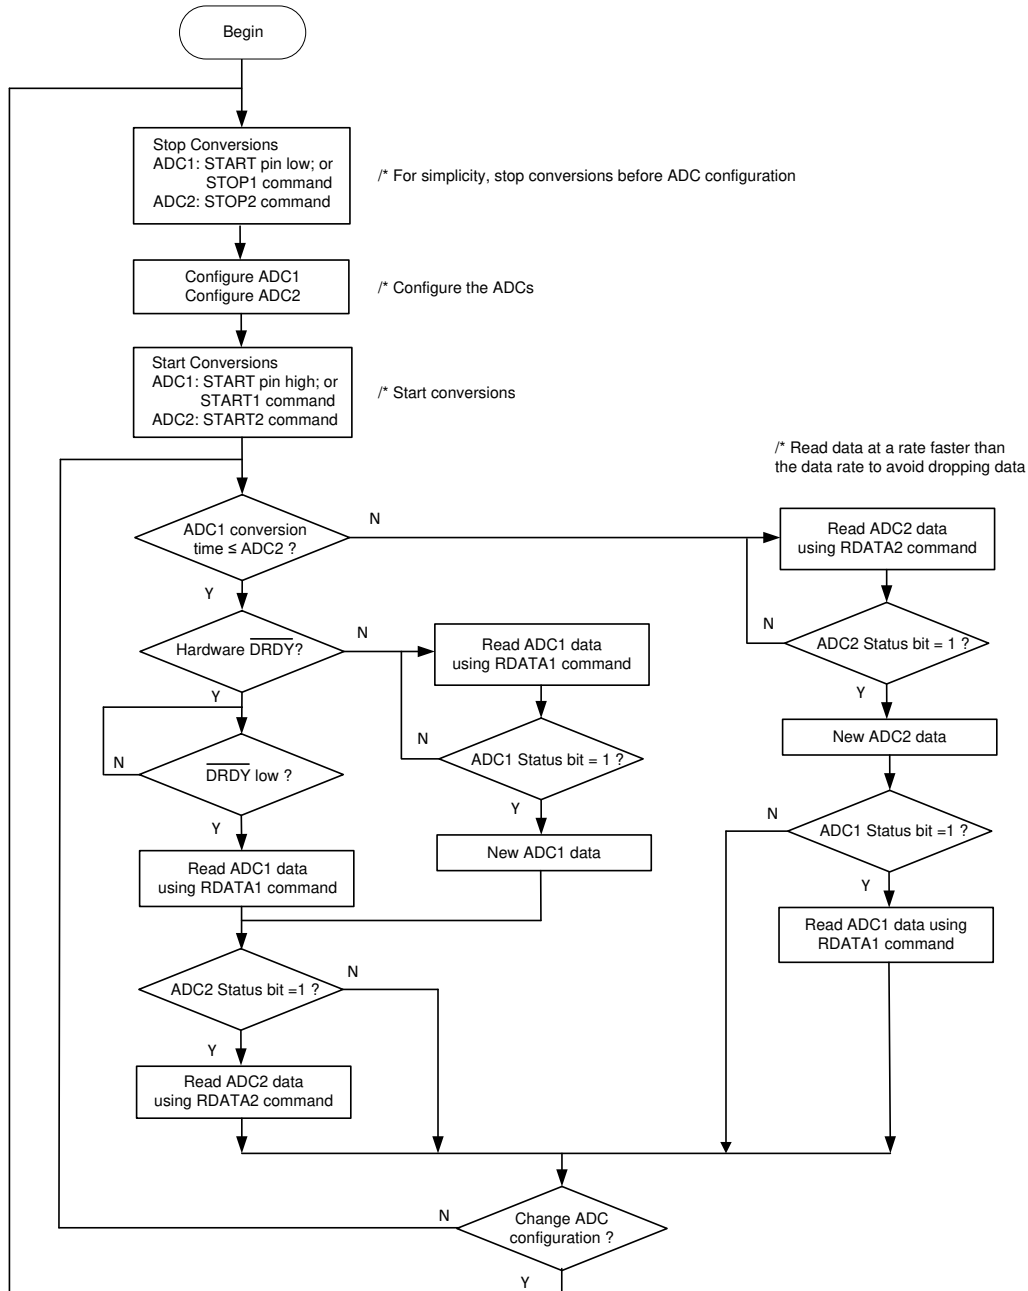 Begin
Stop Conversions
ADC1: START pin low; or
STOP1 command
ADC2: STOP2 command
/* For simplicity, stop conversions before ADC configuration
Configure ADC1
Configure ADC2
/* Configure the ADCs
Start Conversions
ADC1: START pin high; or
START1 command
ADC2: START2 command
/* Start conversions
/* Read data at a rate faster than
the data rate to avoid dropping data
ADC1 conversion
time ≤ ADC2 ?
N
Y
Read ADC2 data
using RDATA2 command
Hardware DRDY?
N
Y
Read ADC1 data
using RDATA1 command
ADC2 Status bit = 1 ?
N
Y
DRDY low ?
N
Y
ADC1 Status bit = 1 ?
N
Y
New ADC2 data
Read ADC1 data
using RDATA1 command
New ADC1 data
ADC1 Status bit =1 ?
N
Y
Read ADC1 data using
RDATA1 command
ADC2 Status bit =1 ?
N
Y
Read ADC2 data
using RDATA2 command
Change ADC
configuration ?
N
Y